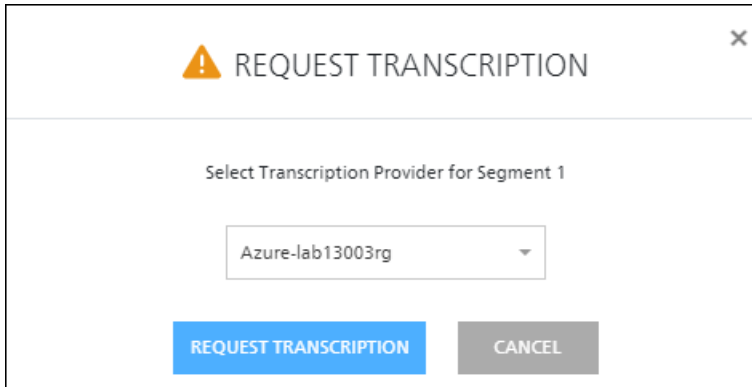 REQUEST TRANSCRIPTION
Select Transcription Provider for Segment 1
Azure-lab13003rg
REQUEST TRANSCRIPTION
CANCEL